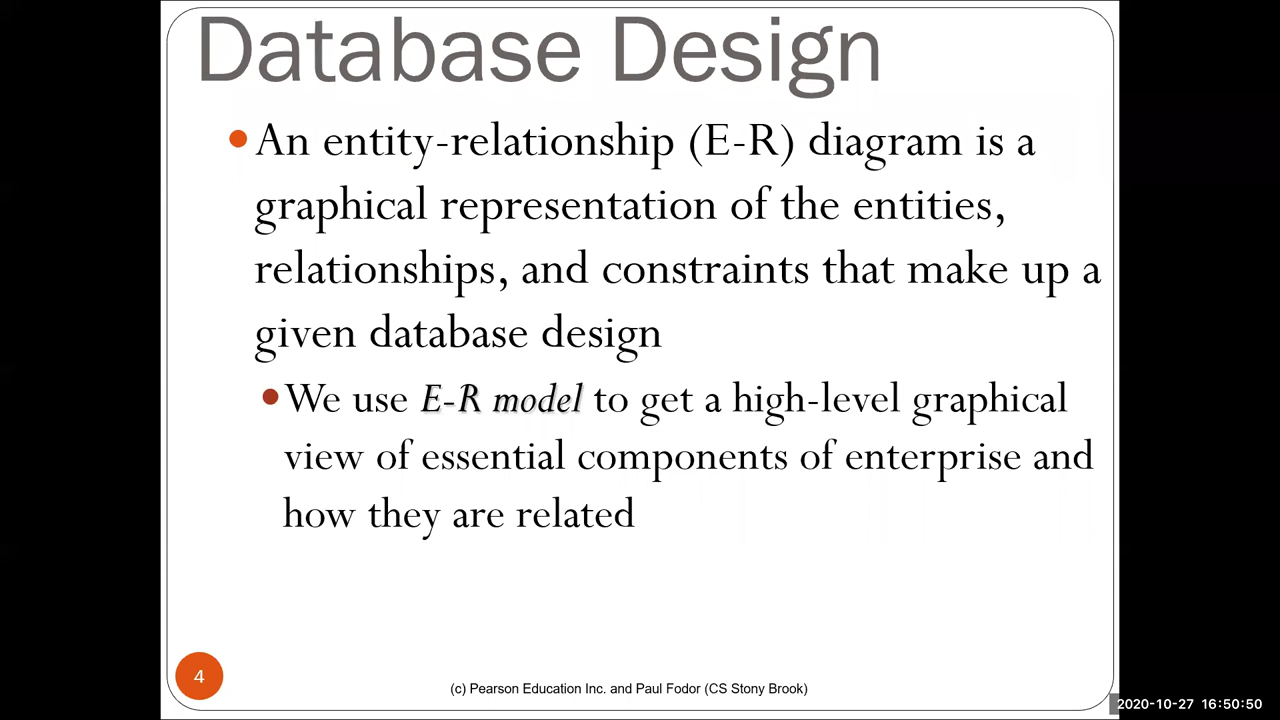 Database Design
An entity-relationship (E-R) diagram is a
graphical representation of the entities,
relationships, and constraints that make up a
given database design
We use E-R model to get a high-level graphical
view of essential components of enterprise and
how they are related
4
(c) Pearson Education Inc. and Paul Fodor (CS Stony Brook)
2020-10-27 16:50:50